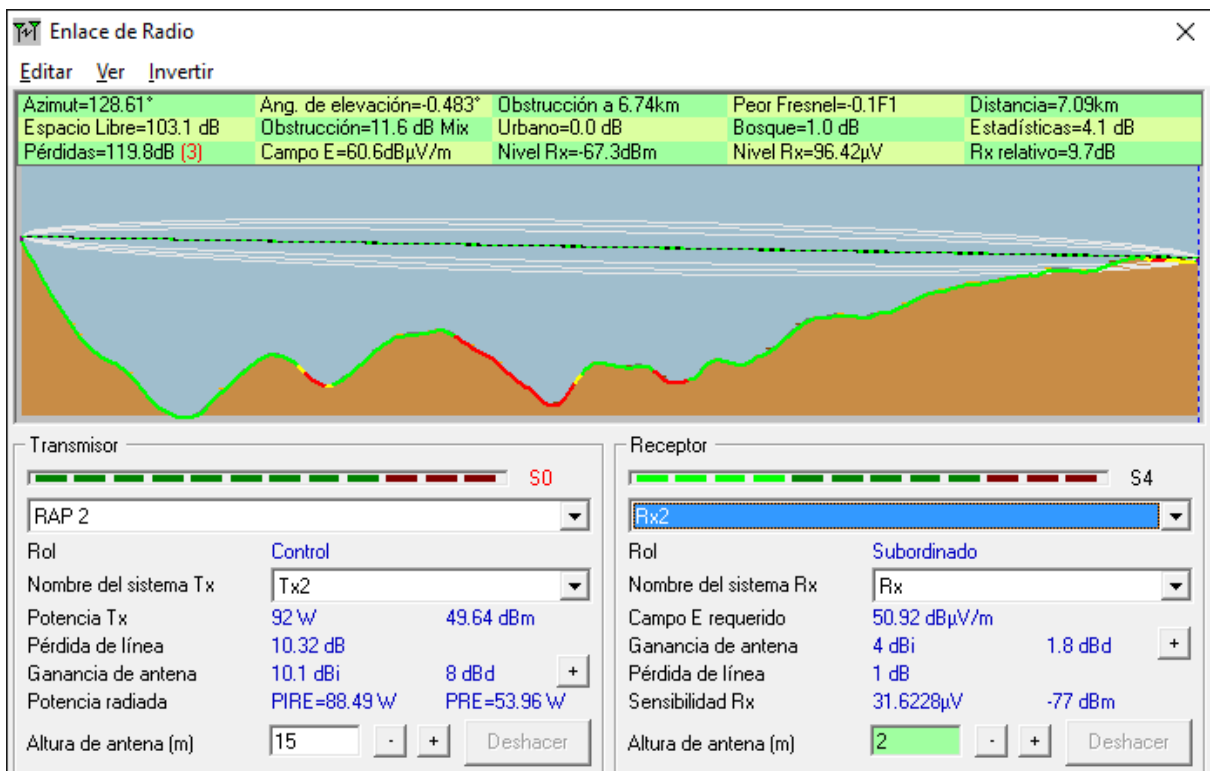 Enlace de Radio
Editar Ver Invertir
Azimut=128.61° Ang. de elevación=-0.483° Obstrucción a 6.74km Peor Fresnel=-0.1F1 Distancia=7.09km
Espacio Libre=103.1 dB Obstrucción=11.6 dB Mix Urbano=0.0 dB Bosque=1.0 dB Estadísticas=4.1 dB
Pérdidas=119.8dB (3) Campo E=60.6dBµV/m Nivel Rx=-67.3dBm Nivel Rx=96.42µV Rx relativo=9.7dB
Transmisor
S0
RAP 2
Rol Control
Nombre del sistema Tx Tx2
Potencia Tx 92 W 49.64 dBm
Pérdida de línea 10.32 dB
Ganancia de antena 10.1 dBi 8 dBd +
Potencia radiada PIRE=88.49 W PRE=53.96 W
Altura de antena (m) 15 - + Deshacer
Receptor
S4
Rx2
Rol Subordinado
Nombre del sistema Rx Rx
Campo E requerido 50.92 dBµV/m
Ganancia de antena 4 dBi 1.8 dBd +
Pérdida de línea 1 dB
Sensibilidad Rx 31.6228µV -77 dBm
Altura de antena (m) 2 - + Deshacer